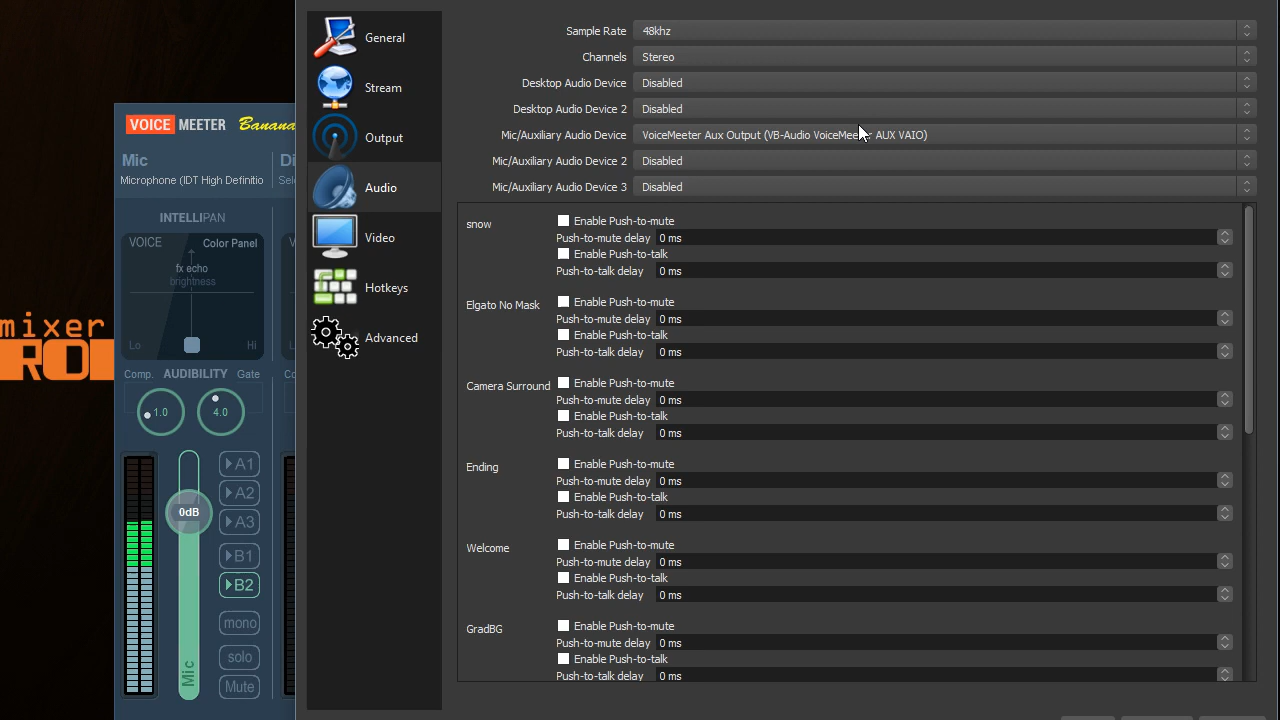 mixer
ROI
VOICE MEETER Banana
Mic
Microphone (IDT High Definitio
INTELLIPAN
VOICE
Color Panel
fx echo
brightness
Lo
Hi
Comp.
AUDIBILITY
Gate
1.0
4.0
0dB
A1
A2
A3
B1
B2
mono
solo
Mute
Mic
General
Stream
Output
Audio
Video
Hotkeys
Advanced
Sample Rate 48khz
Channels Stereo
Desktop Audio Device Disabled
Desktop Audio Device 2 Disabled
Mic/Auxiliary Audio Device VoiceMeeter Aux Output (VB-Audio VoiceMeeter AUX VAIO)
Mic/Auxiliary Audio Device 2 Disabled
Mic/Auxiliary Audio Device 3 Disabled
snow
Enable Push-to-mute
Push-to-mute delay 0 ms
Enable Push-to-talk
Push-to-talk delay 0 ms
Elgato No Mask
Enable Push-to-mute
Push-to-mute delay 0 ms
Enable Push-to-talk
Push-to-talk delay 0 ms
Camera Surround
Enable Push-to-mute
Push-to-mute delay 0 ms
Enable Push-to-talk
Push-to-talk delay 0 ms
Ending
Enable Push-to-mute
Push-to-mute delay 0 ms
Enable Push-to-talk
Push-to-talk delay 0 ms
Welcome
Enable Push-to-mute
Push-to-mute delay 0 ms
Enable Push-to-talk
Push-to-talk delay 0 ms
GradBG
Enable Push-to-mute
Push-to-mute delay 0 ms
Enable Push-to-talk
Push-to-talk delay 0 ms